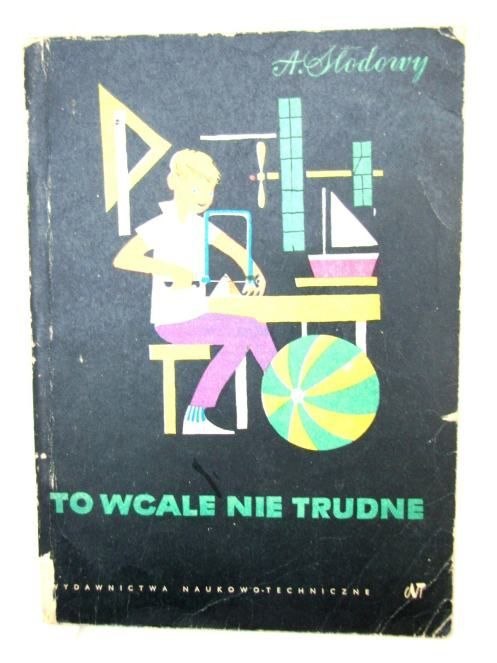 A. Słodowy
TO WCALE NIE TRUDNE
WYDAWNICTWA NAUKOWO-TECHNICZNE WNT